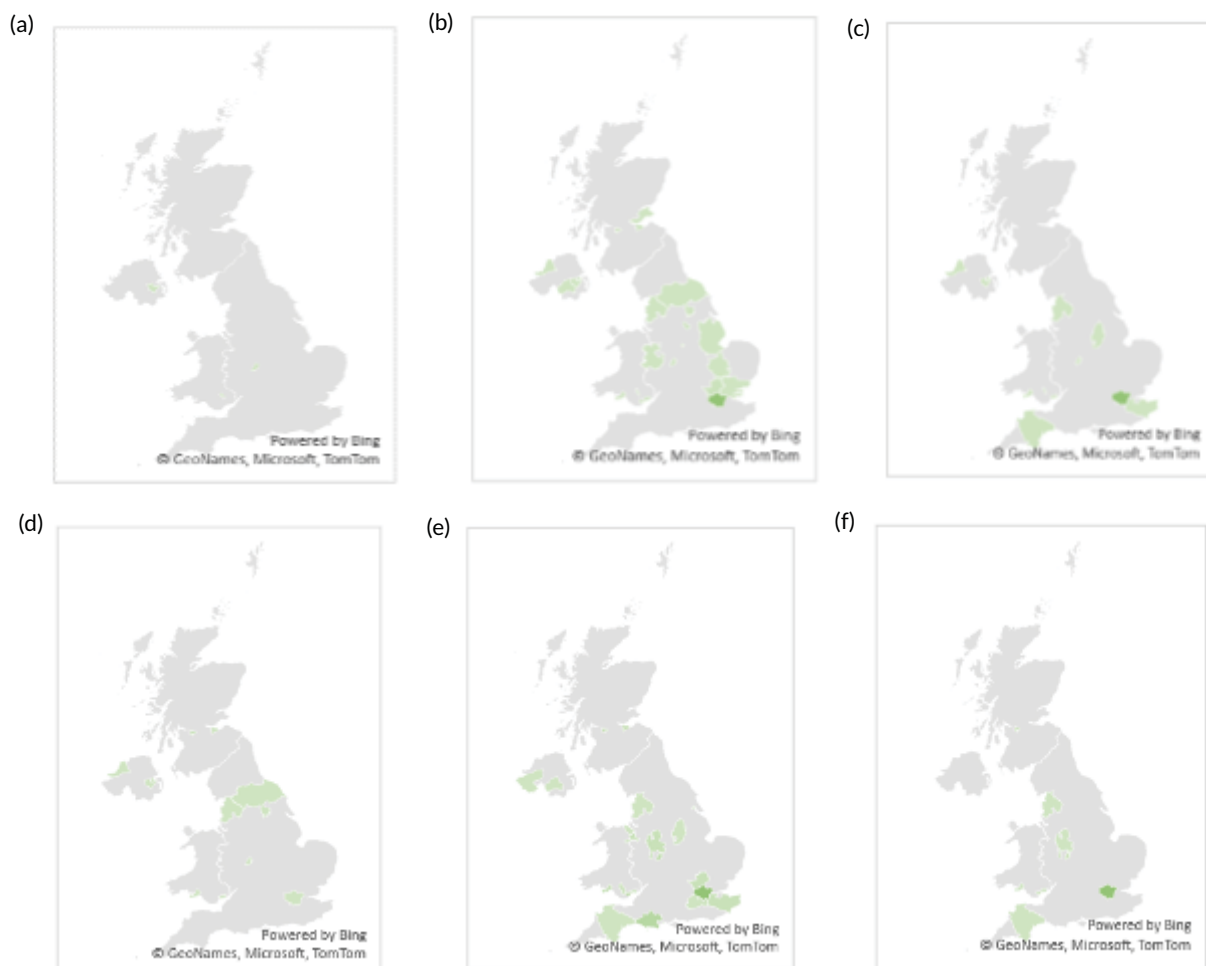 (a)
(b)
(c)
Powered by Bing
© GeoNames, Microsoft, TomTom
Powered by Bing
© GeoNames, Microsoft, TomTom
Powered by Bing
© GeoNames, Microsoft, TomTom
(d)
(e)
(f)
Powered by Bing
© GeoNames, Microsoft, TomTom
Powered by Bing
© GeoNames, Microsoft, TomTom
Powered by Bing
© GeoNames, Microsoft, TomTom